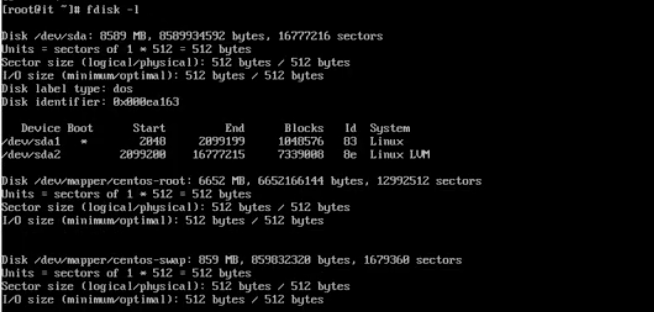 [root@it ~]# fdisk -l
Disk /dev/sda: 8589 MB, 8589934592 bytes, 16777216 sectors
Units = sectors of 1 * 512 = 512 bytes
Sector size (logical/physical): 512 bytes / 512 bytes
I/O size (minimum/optimal): 512 bytes / 512 bytes
Disk label type: dos
Disk identifier: 0x000ea163
Device Boot Start End Blocks Id System
/dev/sda1 * 2048 2099199 1048576 83 Linux
/dev/sda2 2099200 16777215 7339008 8e Linux LVM
Disk /dev/mapper/centos-root: 6652 MB, 6652166144 bytes, 12992512 sectors
Units = sectors of 1 * 512 = 512 bytes
Sector size (logical/physical): 512 bytes / 512 bytes
I/O size (minimum/optimal): 512 bytes / 512 bytes
Disk /dev/mapper/centos-swap: 859 MB, 859832320 bytes, 1679360 sectors
Units = sectors of 1 * 512 = 512 bytes
Sector size (logical/physical): 512 bytes / 512 bytes
I/O size (minimum/optimal): 512 bytes / 512 bytes